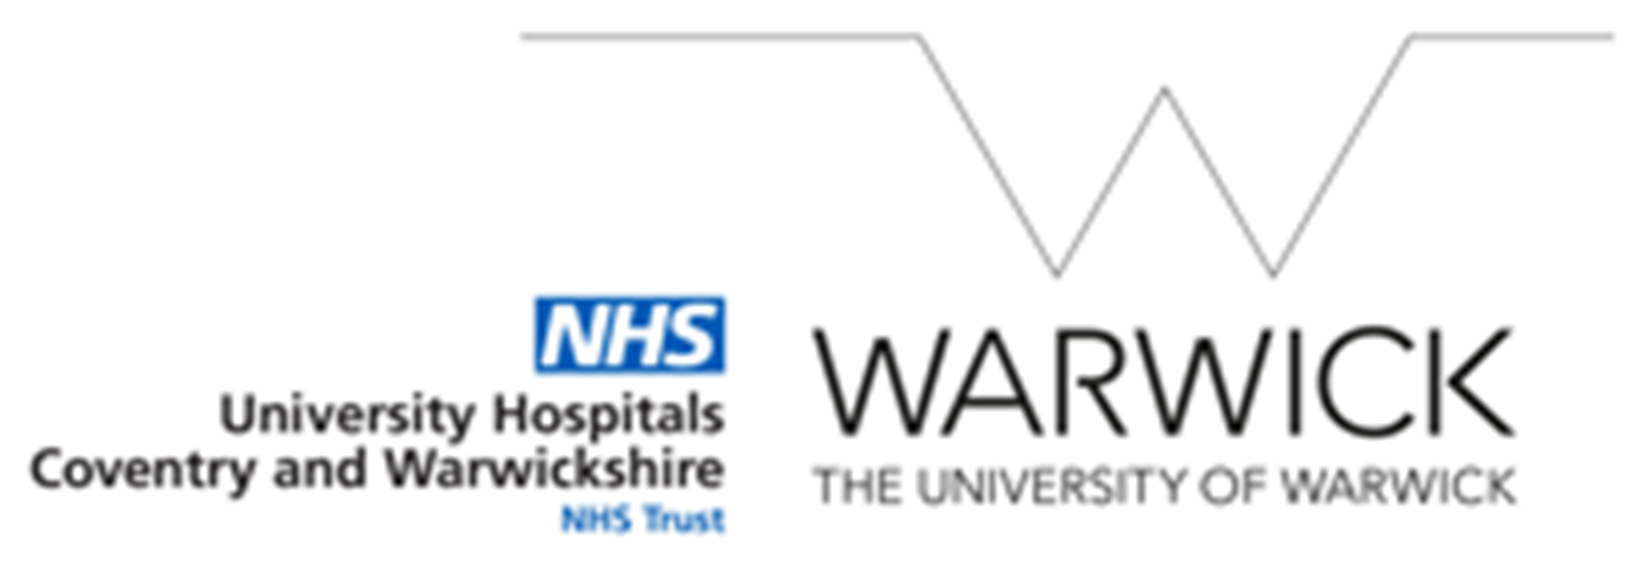 NHS
University Hospitals
Coventry and Warwickshire
NHS Trust
WARWICK
THE UNIVERSITY OF WARWICK